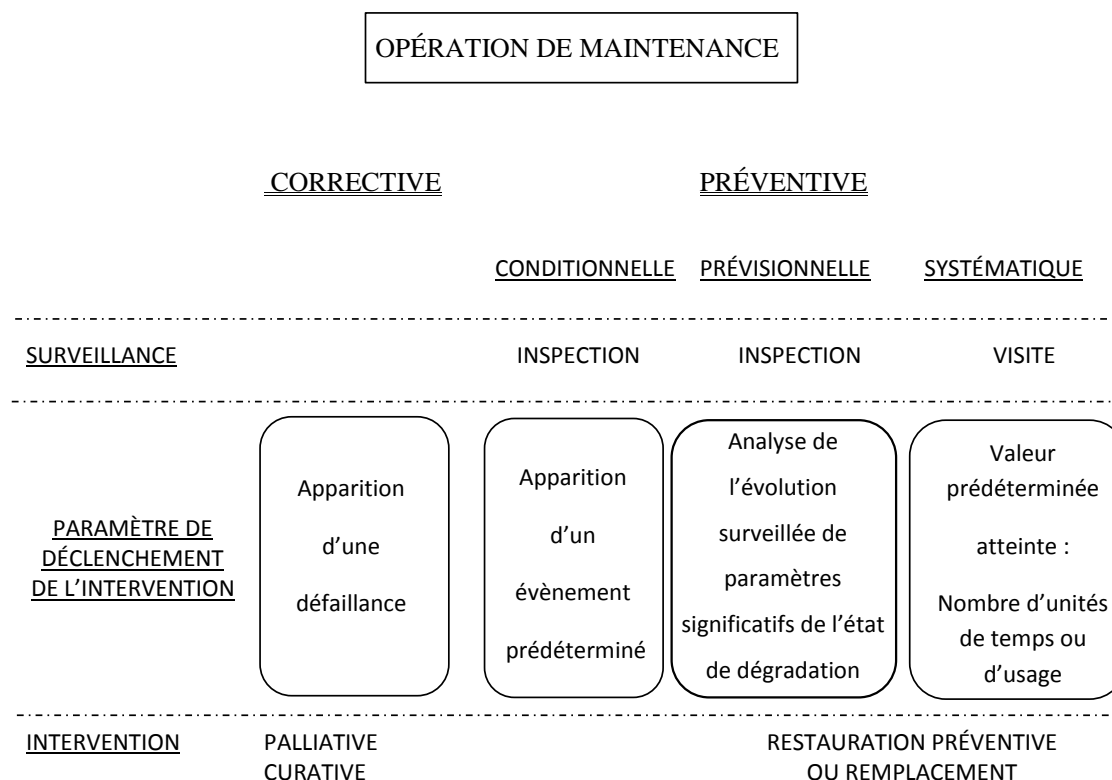 OPÉRATION DE MAINTENANCE
CORRECTIVE
PRÉVENTIVE
CONDITIONNELLE
PRÉVISIONNELLE
SYSTÉMATIQUE
SURVEILLANCE
INSPECTION
INSPECTION
VISITE
PARAMÈTRE DE
DÉCLENCHEMENT
DE L’INTERVENTION
Apparition
d’une
défaillance
Apparition
d’un
évènement
prédéterminé
Analyse de
l’évolution
surveillée de
paramètres
significatifs de l’état
de dégradation
Valeur
prédéterminée
atteinte :
Nombre d’unités
de temps ou
d’usage
INTERVENTION
PALLIATIVE
CURATIVE
RESTAURATION PRÉVENTIVE
OU REMPLACEMENT